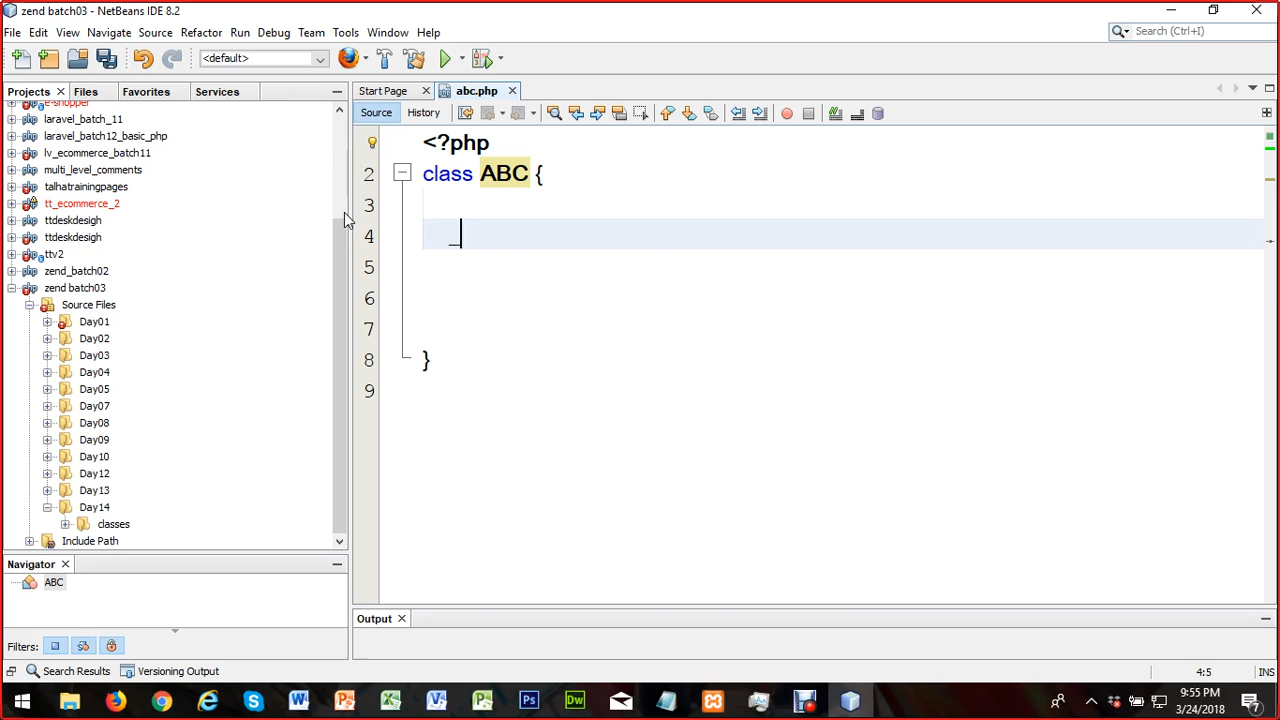 zend batch03 - NetBeans IDE 8.2
File Edit View Navigate Source Refactor Run Debug Team Tools Window Help
Search (Ctrl+I)
<default>
Projects Files Favorites Services
Start Page abc.php
Source History
e-shopper
laravel_batch_11
laravel_batch12_basic_php
lv_ecommerce_batch11
multi_level_comments
talhatrainingpages
tt_ecommerce_2
ttdeskdesigh
ttdeskdesigh
ttv2
zend_batch02
zend batch03
Source Files
Day01
Day02
Day03
Day04
Day05
Day07
Day08
Day09
Day10
Day12
Day13
Day14
classes
Include Path
<?php
2 class ABC {
3
4 _
5
6
7
8 }
9
Navigator
ABC
Filters:
Output
Search Results Versioning Output
4:5 INS
9:55 PM
3/24/2018